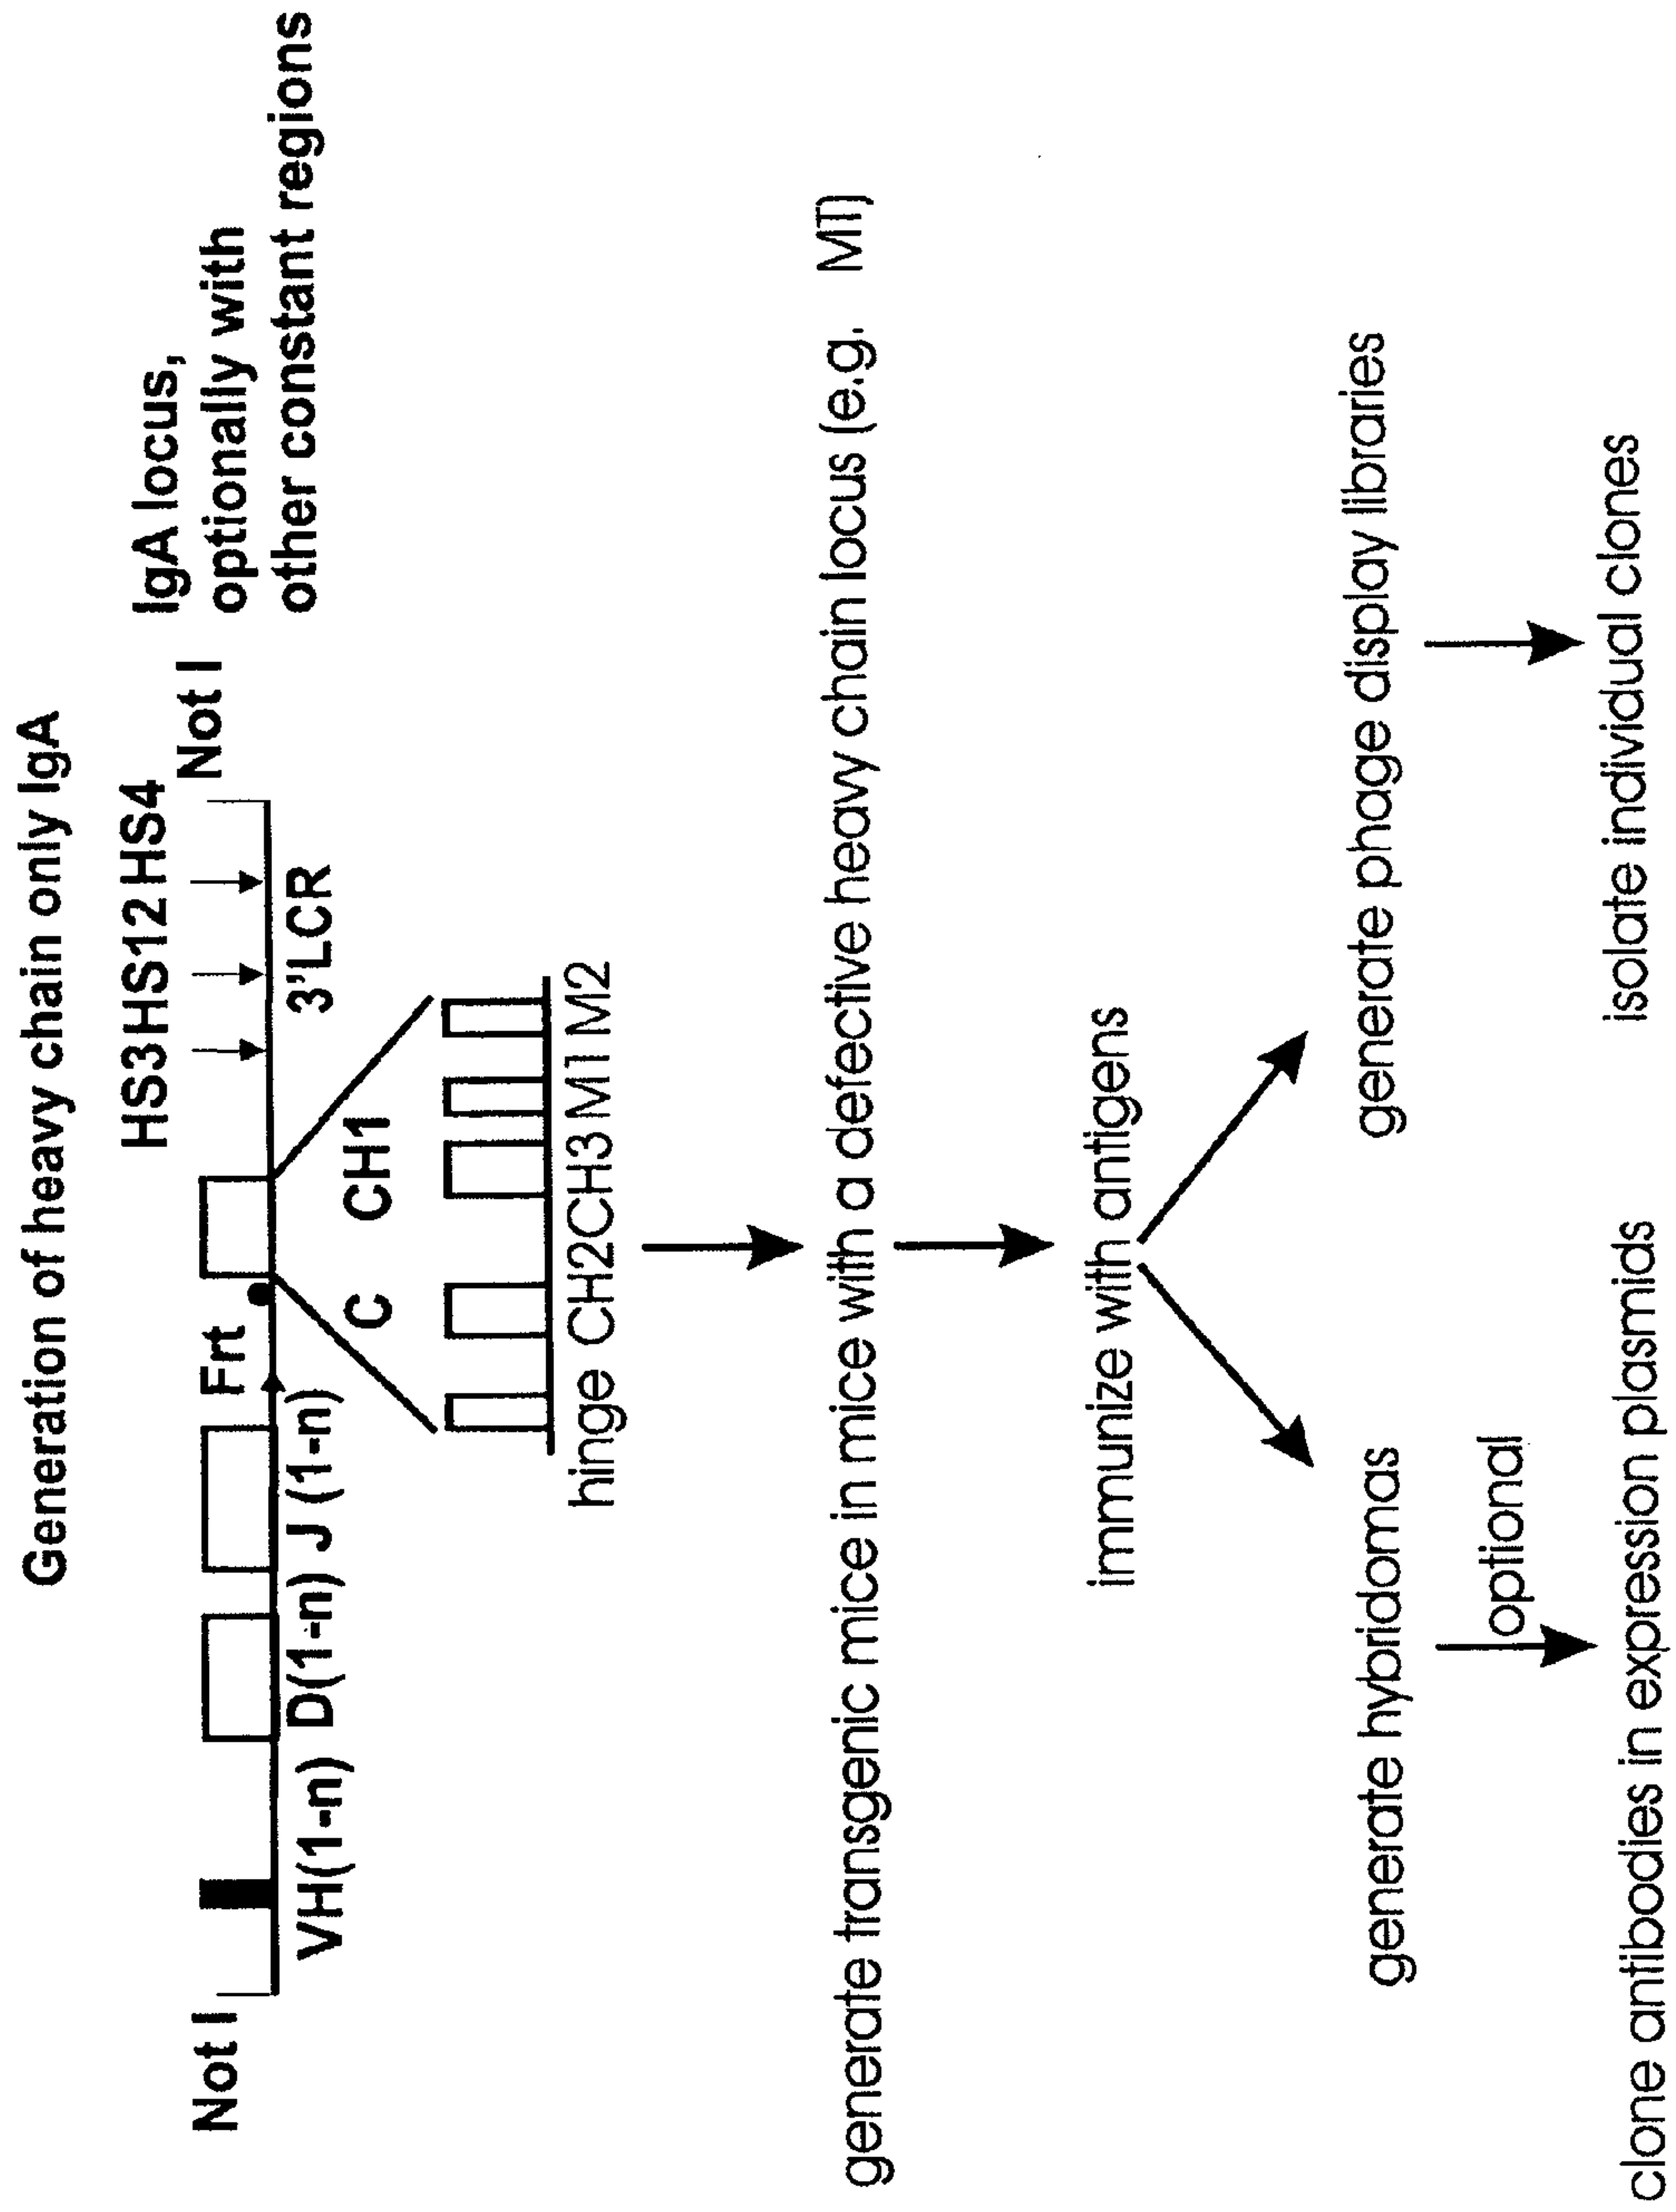 Generation of heavy chain only IgA
HS3 HS12 HS4
IgA locus,
optionally with
other constant regions
Not I
Not I
Frt
VH(1-n) D(1-n) J (1-n)
3'LCR
C CH1
hinge CH2CH3 M1 M2
generate transgenic mice in mice with a defective heavy chain locus (e.g. MT)
immunize with antigens
generate hybridomas
generate phage display libraries
optional
clone antibodies in expression plasmids
isolate individual clones